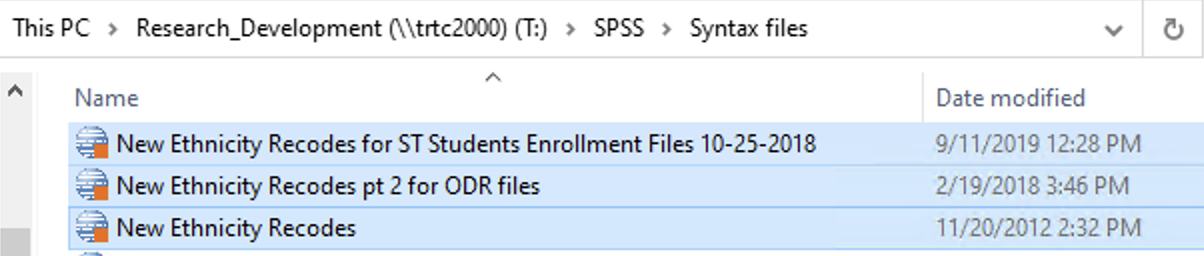 This PC > Research_Development (\\trtc2000) (T:) > SPSS > Syntax files
Name Date modified
New Ethnicity Recodes for ST Students Enrollment Files 10-25-2018 9/11/2019 12:28 PM
New Ethnicity Recodes pt 2 for ODR files 2/19/2018 3:46 PM
New Ethnicity Recodes 11/20/2012 2:32 PM